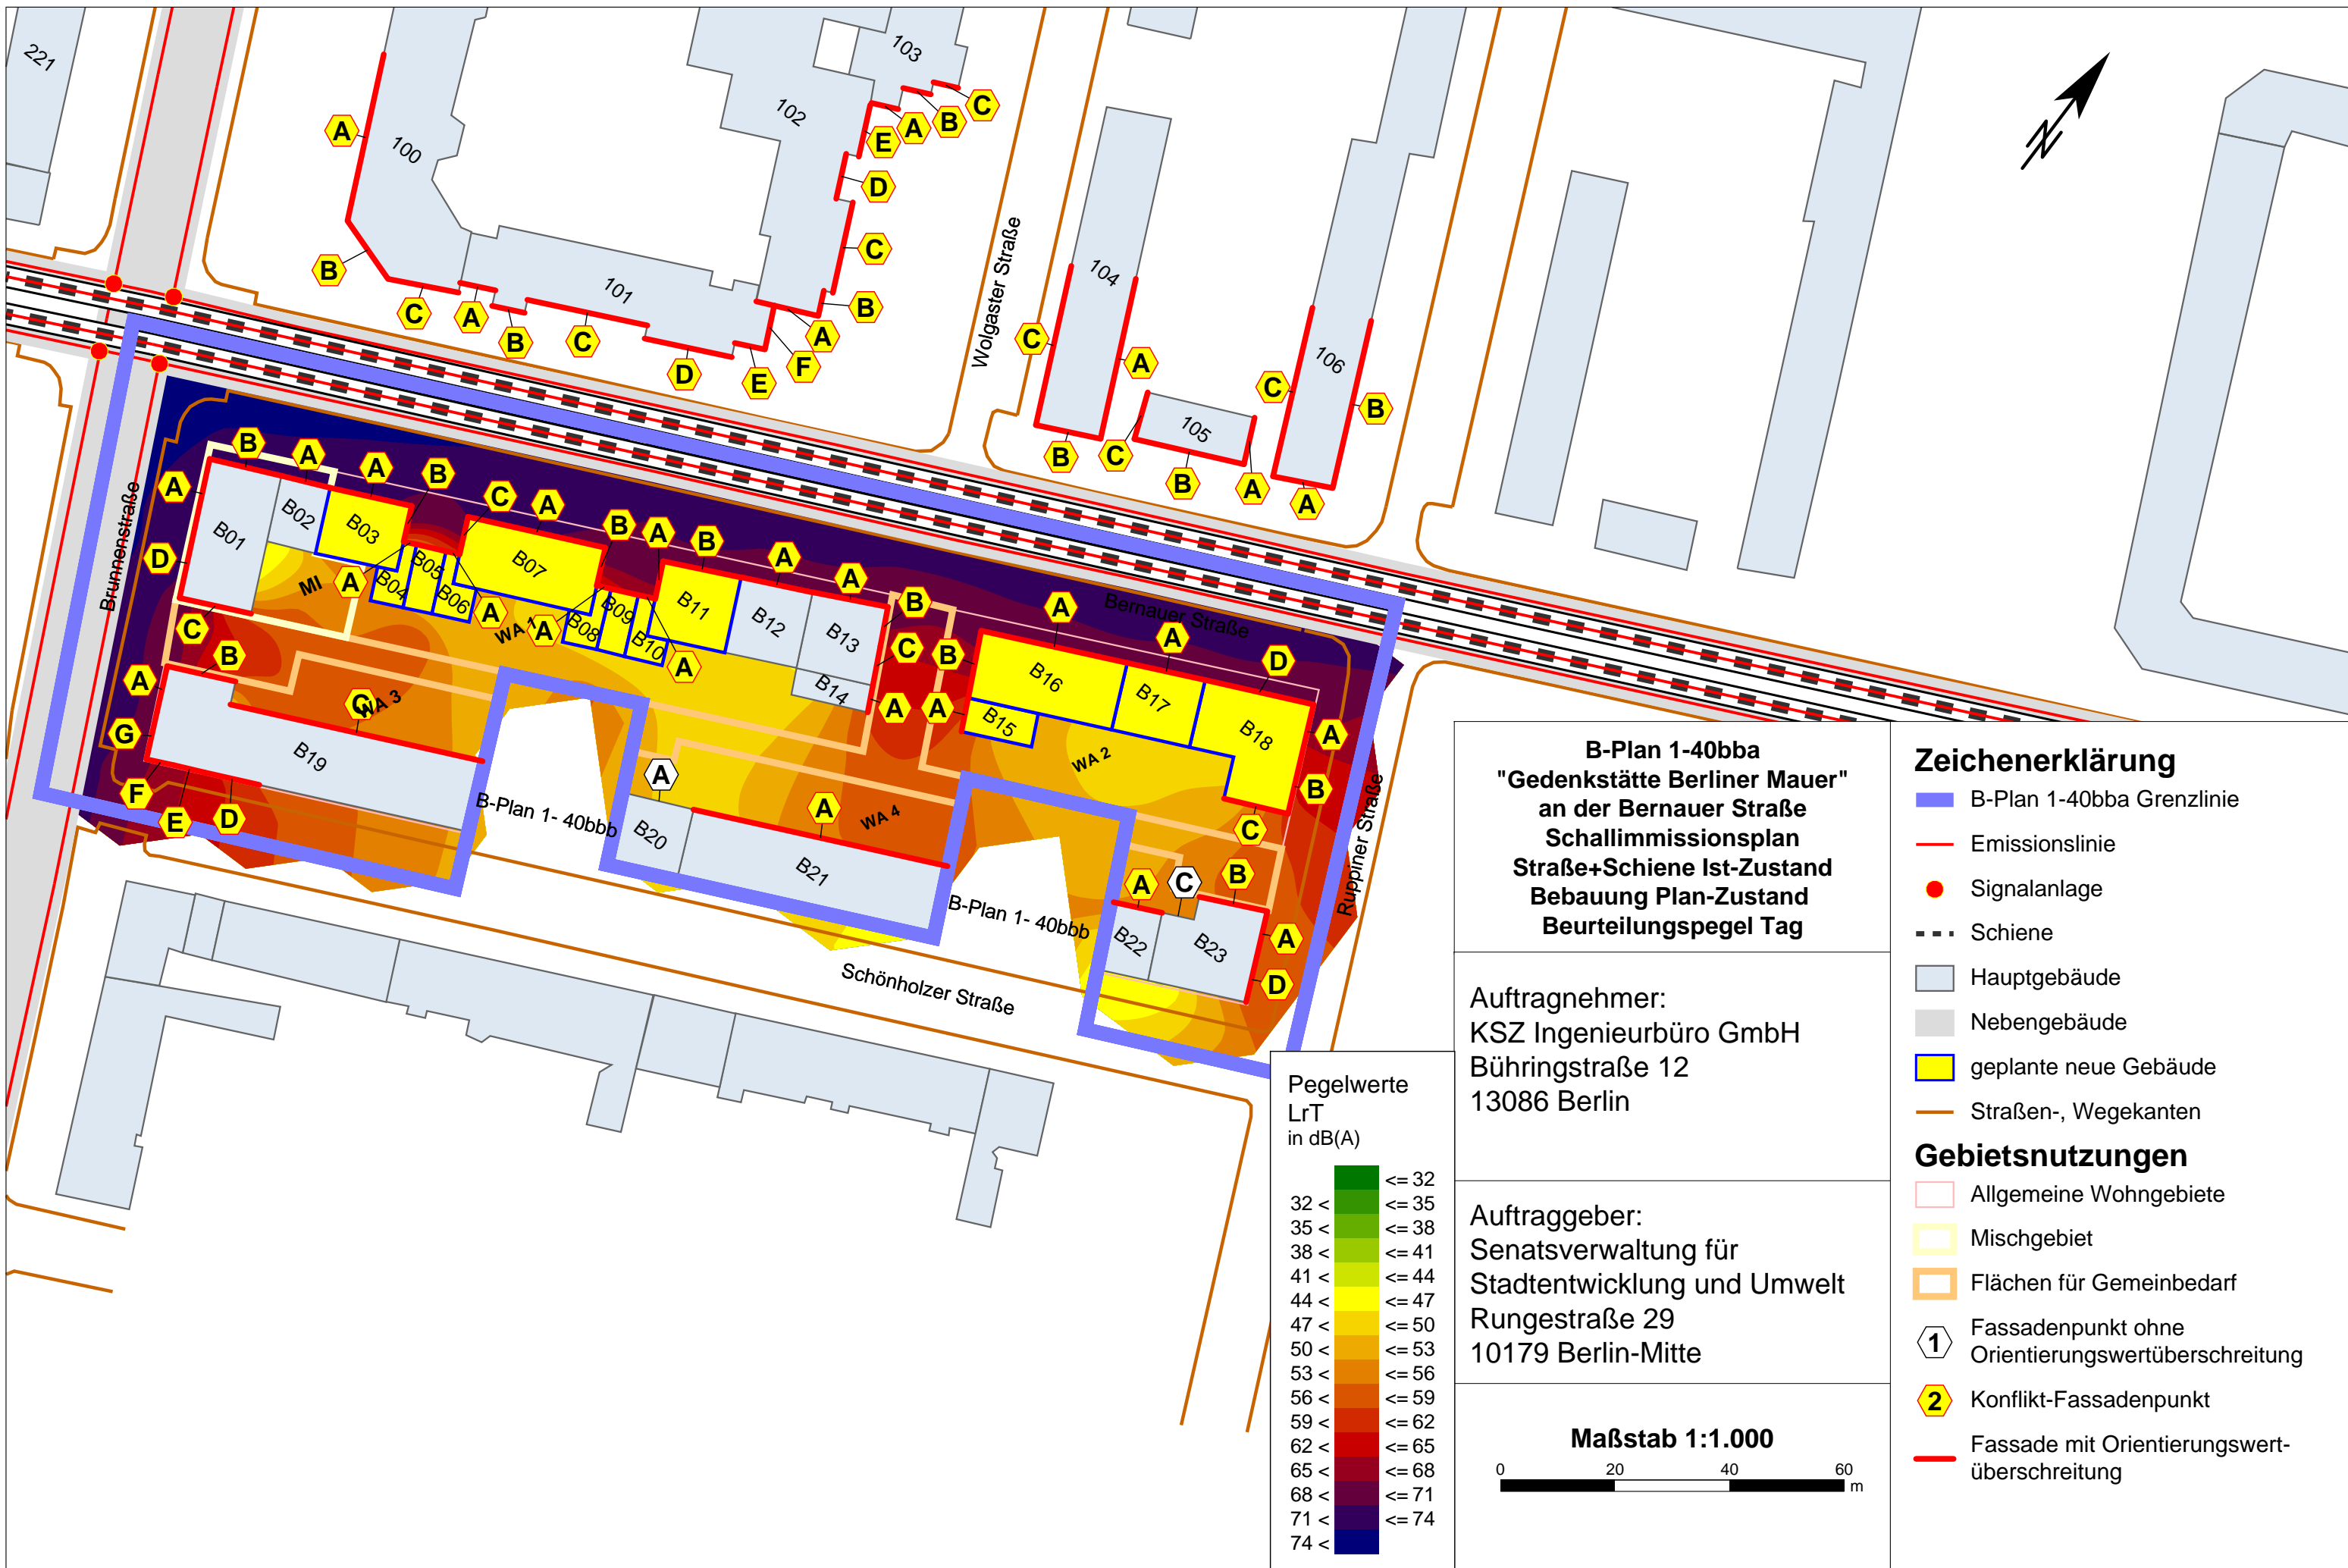 221
100
102
103
A
B
C
A
B
101
C
D
E
F
A
B
C
D
E
A
B
C
Wolgaster Straße
104
C
A
B
105
C
B
A
106
C
B
A
N
Brunnenstraße
Bernauer Straße
Ruppiner Straße
Schönholzer Straße
B
A
A
B
C
A
B
A
B
A
A
B
C
A
D
C
B01
B02
B03
B04
B05
B06
B07
B08
B09
B10
B11
B12
B13
B14
MI
WA 1
A
A
A
A
A
B
A
A
B
A
A
D
A
B
C
B15
B16
B17
B18
WA 2
A
B
C
WA 3
G
F
E
D
B19
B-Plan 1- 40bbb
A
B20
A
WA 4
B21
B-Plan 1- 40bbb
A
C
B
A
D
B22
B23
B-Plan 1-40bba
"Gedenkstätte Berliner Mauer"
an der Bernauer Straße
Schallimmissionsplan
Straße+Schiene Ist-Zustand
Bebauung Plan-Zustand
Beurteilungspegel Tag
Auftragnehmer:
KSZ Ingenieurbüro GmbH
Bühringstraße 12
13086 Berlin
Auftraggeber:
Senatsverwaltung für
Stadtentwicklung und Umwelt
Rungestraße 29
10179 Berlin-Mitte
Maßstab 1:1.000
0 20 40 60
m
Pegelwerte
LrT
in dB(A)
<= 32
32 < <= 35
35 < <= 38
38 < <= 41
41 < <= 44
44 < <= 47
47 < <= 50
50 < <= 53
53 < <= 56
56 < <= 59
59 < <= 62
62 < <= 65
65 < <= 68
68 < <= 71
71 < <= 74
74 <
Zeichenerklärung
B-Plan 1-40bba Grenzlinie
Emissionslinie
Signalanlage
Schiene
Hauptgebäude
Nebengebäude
geplante neue Gebäude
Straßen-, Wegekanten
Gebietsnutzungen
Allgemeine Wohngebiete
Mischgebiet
Flächen für Gemeinbedarf
1 Fassadenpunkt ohne
Orientierungswertüberschreitung
2 Konflikt-Fassadenpunkt
Fassade mit Orientierungswert-
überschreitung